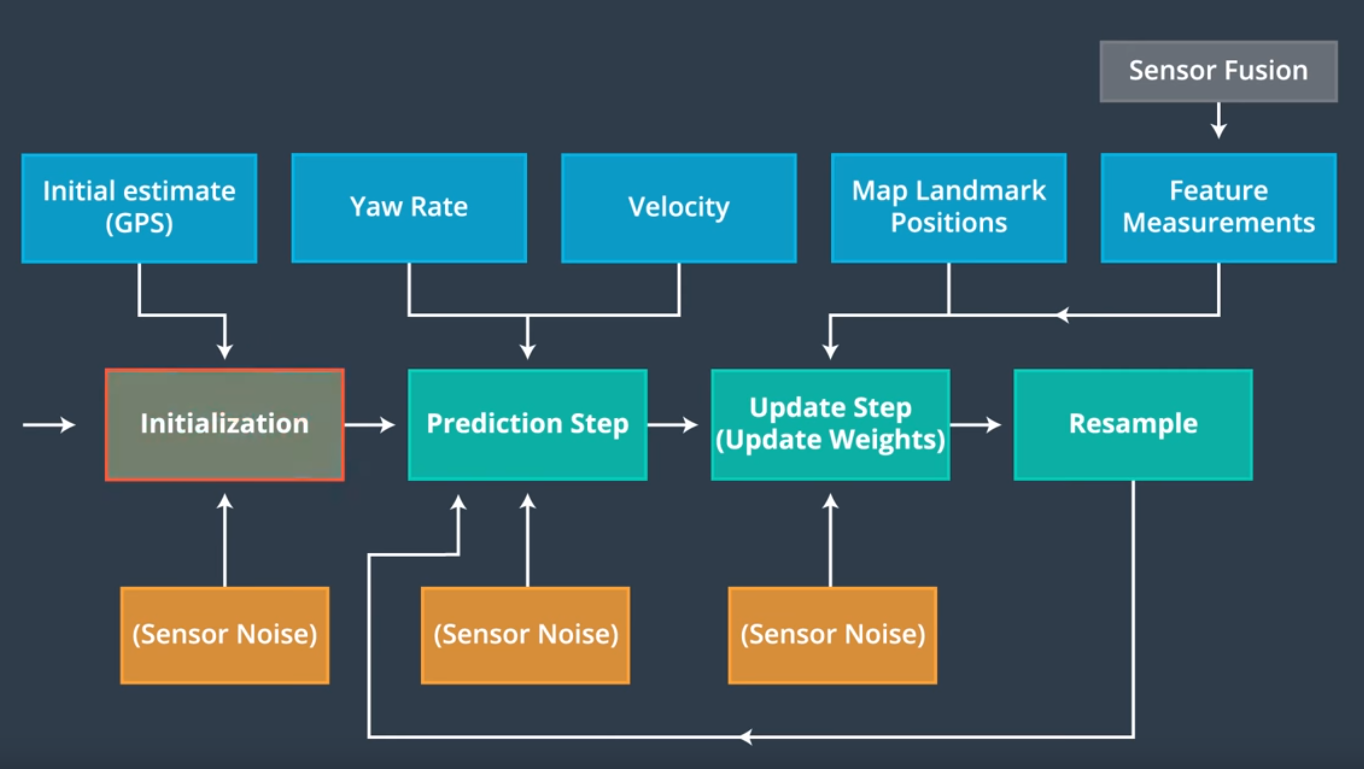 Sensor Fusion
Initial estimate
(GPS)
Yaw Rate
Velocity
Map Landmark
Positions
Feature
Measurements
Initialization
Prediction Step
Update Step
(Update Weights)
Resample
(Sensor Noise)
(Sensor Noise)
(Sensor Noise)